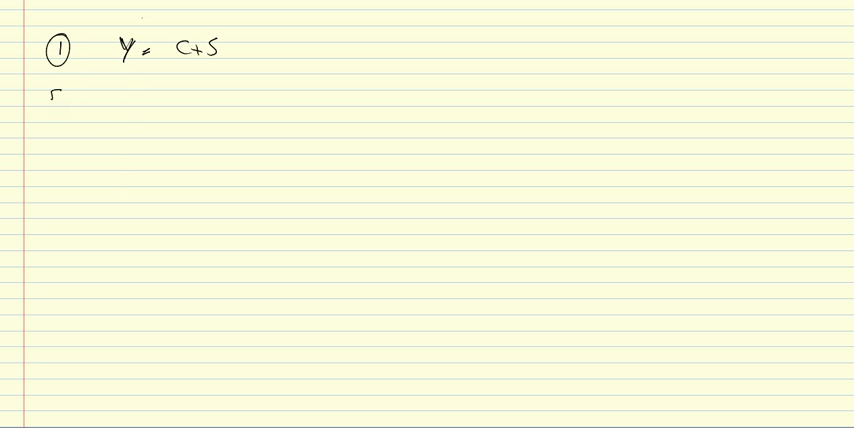 ① Y = C+S